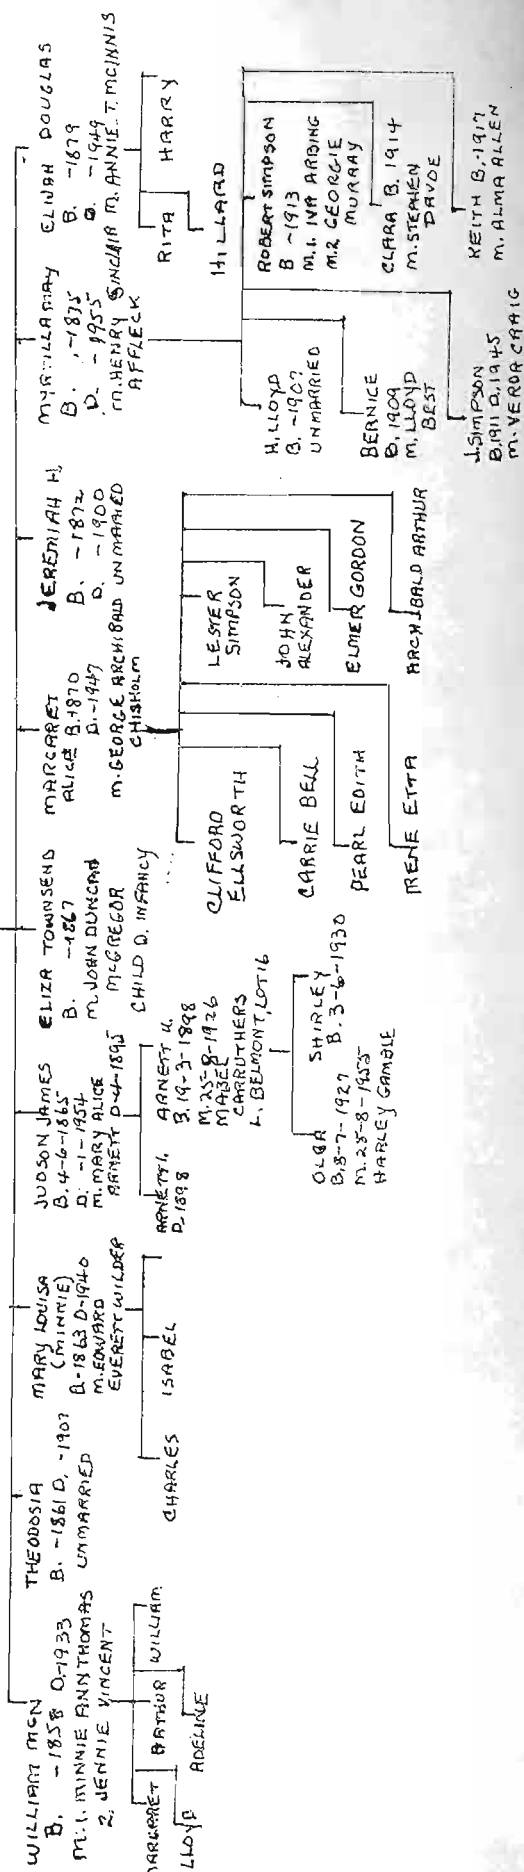 WILLIAM MCN
B. -1858 D.-1933
M. 1. MINNIE ANN THOMAS
2. JENNIE VINCENT
MARGARET
ARTHUR
WILLIAM
LLOYD
ADELINE
THEODOSIA
B. -1861 D. -1907
UNMARRIED
MARY LOUISA
(MINNIE)
B-1863 D-1940
M. EDWARD
EVERETT WILDER
CHARLES
ISABEL
JUDSON JAMES
B. 4-6-1865
D. -1-1954
M. MARY ALICE
ARNETT D-4-1895
ARNETT I.
D. 1898
ARNETT U.
B. 19-3-1898
M. 25-8-1926
MABEL
CARRUTHERS
L. BELMONT, LOT 16
OLGA
B. 8-7-1927
M. 25-8-1955
HARLEY GAMBLE
SHIRLEY
B. 3-6-1930
ELIZA TOWNSEND
B. -1867
M. JOHN DUNCAN
MCGREGOR
CHILD D. INFANCY
MARGARET
ALICE B. 1870
D. -1947
M. GEORGE ARCHIBALD
CHISHOLM
CLIFFORD
ELLSWORTH
CARRIE BELL
PEARL EDITH
IRENE ETTA
LESTER
SIMPSON
JOHN
ALEXANDER
ELMER GORDON
ARCHIBALD ARTHUR
JEREMIAH H.
B. -1872
D. -1900
UNMARRIED
MYRTILLA MAY
B. -1875
D. -1955
M. HENRY SINCLAIR
AFFLECK
H. LLOYD
B. -1907
UNMARRIED
BERNICE
B. 1909
M. LLOYD
BEST
J. SIMPSON
B. 1911 D. 1945
M. VERDA CRAIG
ROBERT SIMPSON
B -1913
M. 1. IVA ARBING
M. 2 GEORGIE
MURRAY
CLARA B. 1914
M. STEPHEN
DAVOE
KEITH B. -1917
M. ALMA ALLEN
ELIJAH DOUGLAS
B. -1879
D. -1949
M. ANNIE T. MCINNIS
RITA
HARRY
HILLARD